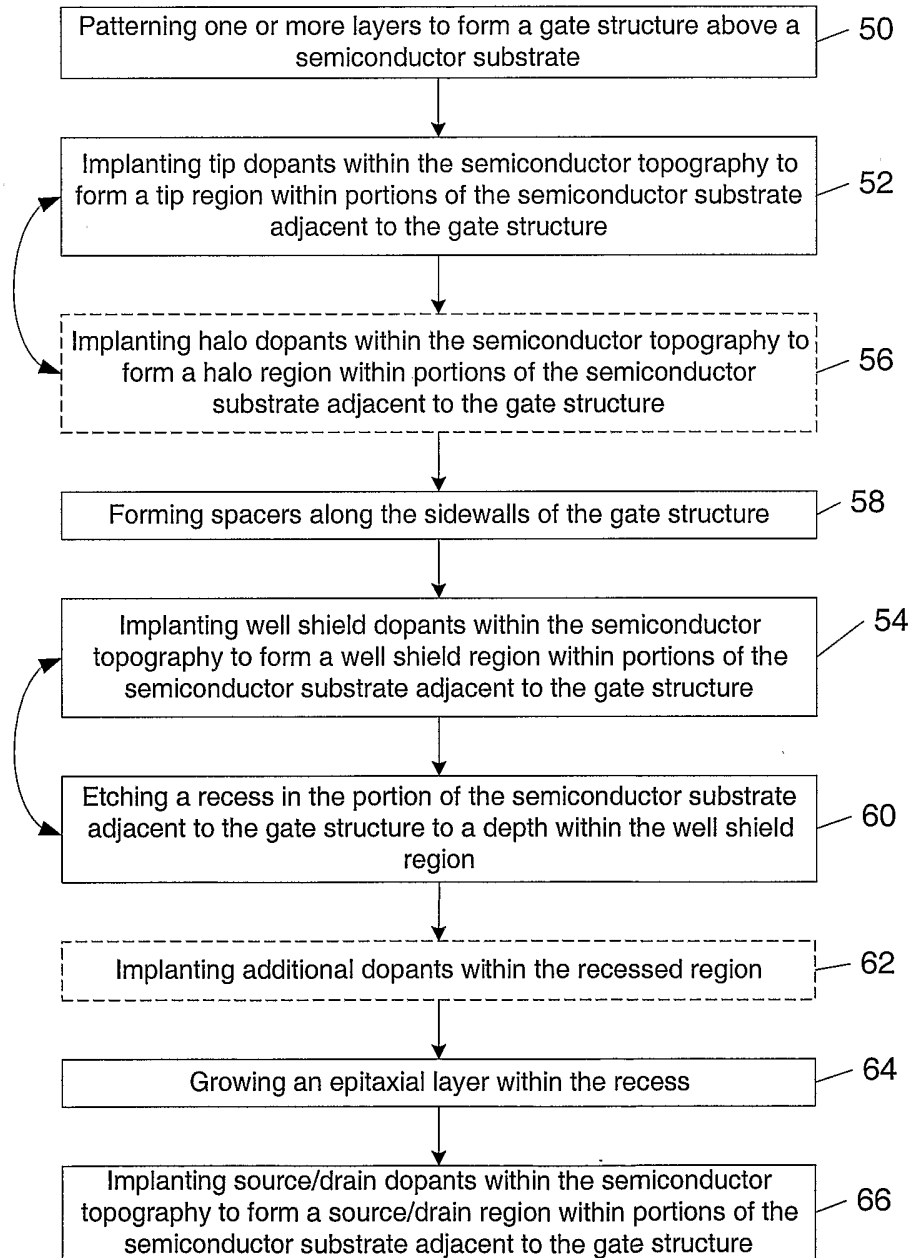 Patterning one or more layers to form a gate structure above a
semiconductor substrate
50
Implanting tip dopants within the semiconductor topography to
form a tip region within portions of the semiconductor substrate
adjacent to the gate structure
52
Implanting halo dopants within the semiconductor topography to
form a halo region within portions of the semiconductor
substrate adjacent to the gate structure
56
Forming spacers along the sidewalls of the gate structure
58
Implanting well shield dopants within the semiconductor
topography to form a well shield region within portions of the
semiconductor substrate adjacent to the gate structure
54
Etching a recess in the portion of the semiconductor substrate
adjacent to the gate structure to a depth within the well shield
region
60
Implanting additional dopants within the recessed region
62
Growing an epitaxial layer within the recess
64
Implanting source/drain dopants within the semiconductor
topography to form a source/drain region within portions of the
semiconductor substrate adjacent to the gate structure
66